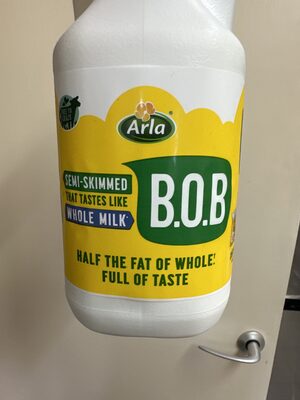 Arla
SEMI-SKIMMED
THAT TASTES LIKE
WHOLE MILK*
B.O.B
HALF THE FAT OF WHOLE!
FULL OF TASTE